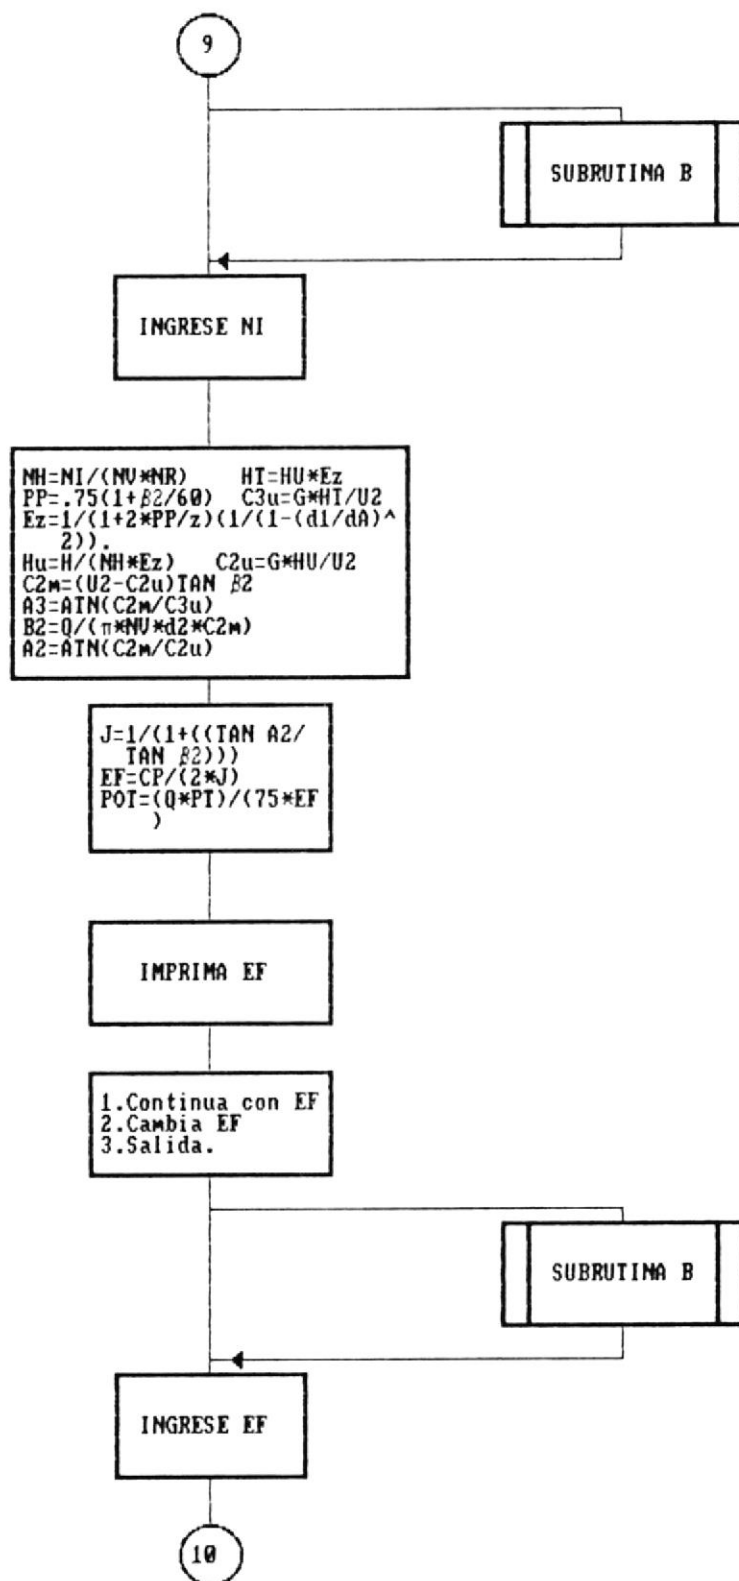 9
SUBRUTINA B
INGRESE NI
NH=NI/(NV*NR) HT=HU*Ez
PP=.75(1+β2/60) C3u=G*HT/U2
Ez=1/(1+2*PP/z)(1/(1-(d1/dA)^
2)).
Hu=H/(NH*Ez) C2u=G*HU/U2
C2m=(U2-C2u)TAN β2
A3=ATN(C2m/C3u)
B2=Q/(π*NV*d2*C2m)
A2=ATN(C2m/C2u)
J=1/(1+((TAN A2/
TAN β2)))
EF=CP/(2*J)
POT=(Q*PT)/(75*EF
)
IMPRIMA EF
1.Continua con EF
2.Cambia EF
3.Salida.
SUBRUTINA B
INGRESE EF
10